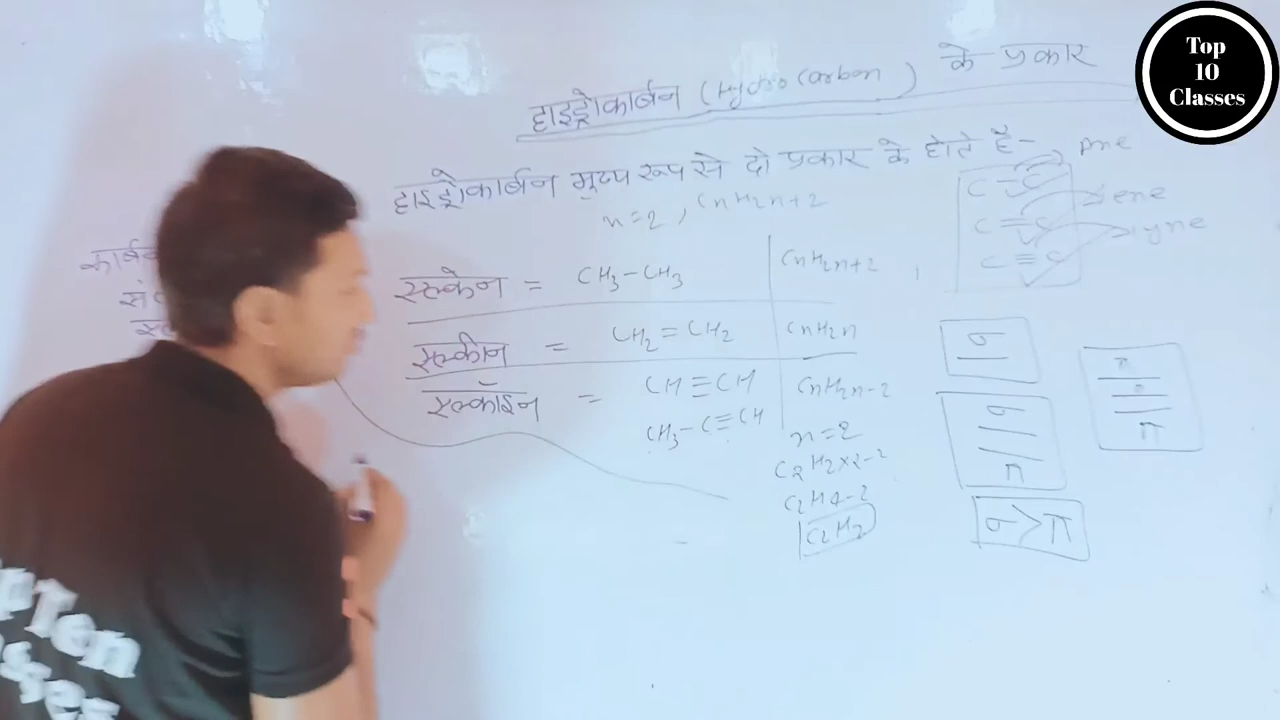 Top
10
Classes
हाइड्रोकार्बन (Hydrocarbon) के प्रकार
हाइड्रोकार्बन मुख्य रूप से दो प्रकार के होते है-
n=2, CnH2n+2
एल्केन = CH3-CH3
CnH2n+2
एल्कीन = CH2=CH2
CnH2n
एल्कॉइन = CH≡CH
CnH2n-2
CH3-C≡CH
n=2
C2H2×2-2
C2H4-2
C2H2
C-C ane
C=C ene
C≡C yne
σ
σ
π
σ>π
π
σ
π
कार्बन
pTen